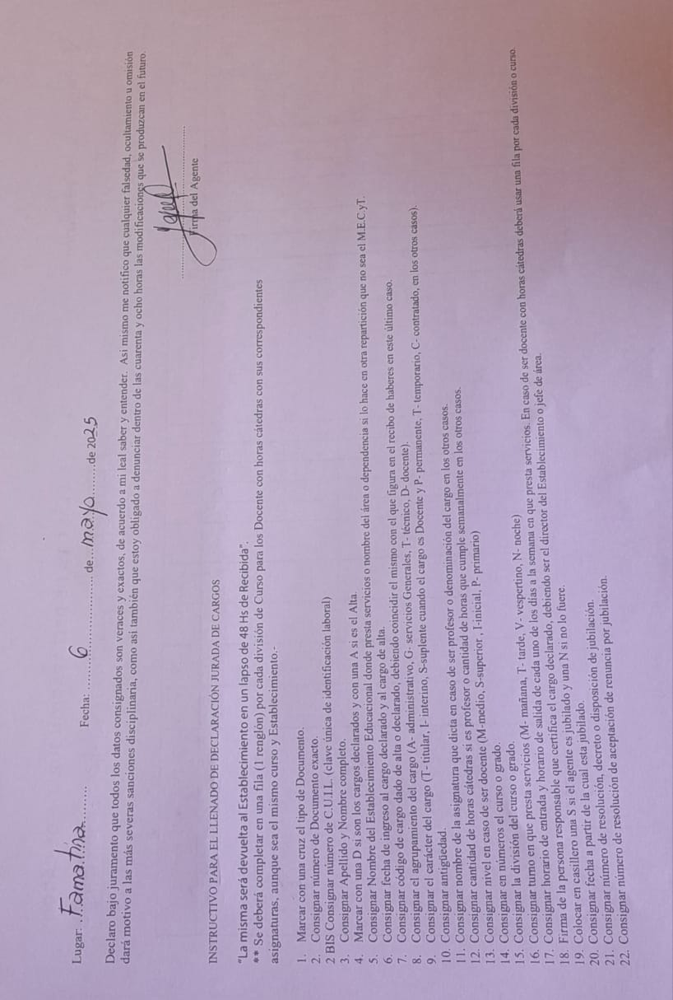 Lugar: ...Famatina......... Fecha: .........6................... de...mayo.........de 2025
Declaro bajo juramento que todos los datos consignados son veraces y exactos, de acuerdo a mi leal saber y entender. Asi mismo me notifico que cualquier falsedad, ocultamiento u omisión
dará motivo a las más severas sanciones disciplinaria, como así también que estoy obligado a denunciar dentro de las cuarenta y ocho horas las modificaciones que se produzcan en el futuro.
Firma del Agente
INSTRUCTIVO PARA EL LLENADO DE DECLARACIÓN JURADA DE CARGOS
"La misma será devuelta al Establecimiento en un lapso de 48 Hs de Recibida".
** Se deberá completar en una fila (1 renglón) por cada división de Curso para los Docente con horas cátedras con sus correspondientes
asignaturas, aunque sea el mismo curso y Establecimiento.-
1. Marcar con una cruz el tipo de Documento.
2. Consignar número de Documento exacto.
2 BIS Consignar número de C.U.I.L. (clave única de identificación laboral)
3. Consignar Apellido y Nombre completo.
4. Marcar con una D si son los cargos declarados y con una A si es el Alta.
5. Consignar Nombre del Establecimiento Educacional donde presta servicios o nombre del área o dependencia si lo hace en otra repartición que no sea el M.E.C.yT.
6. Consignar fecha de ingreso al cargo declarado y al cargo de alta.
7. Consignar código de cargo dado de alta o declarado, debiendo coincidir el mismo con el que figura en el recibo de haberes en este último caso.
8. Consignar el agrupamiento del cargo (A- administrativo, G- servicios Generales, T- técnico, D- docente).
9. Consignar el carácter del cargo (T- titular, I- interino, S-suplente cuando el cargo es Docente y P- permanente, T- temporario, C- contratado, en los otros casos).
10. Consignar antigüedad.
11. Consignar nombre de la asignatura que dicta en caso de ser profesor o denominación del cargo en los otros casos.
12. Consignar cantidad de horas cátedras si es profesor o cantidad de horas que cumple semanalmente en los otros casos.
13. Consignar nivel en caso de ser docente (M-medio, S-superior , I-inicial, P- primario)
14. Consignar en números el curso o grado.
15. Consignar la división del curso o grado.
16. Consignar turno en que presta servicios (M- mañana, T- tarde, V- vespertino, N- noche)
17. Consignar horario de entrada y horario de salida de cada uno de los días a la semana en que presta servicios. En caso de ser docente con horas cátedras deberá usar una fila por cada división o curso.
18. Firma de la persona responsable que certifica el cargo declarado, debiendo ser el director del Establecimiento o jefe de área.
19. Colocar en casillero una S si el agente es jubilado y una N si no lo fuere.
20. Consignar fecha a partir de la cual esta jubilado.
21. Consignar número de resolución, decreto o disposición de jubilación.
22. Consignar número de resolución de aceptación de renuncia por jubilación.